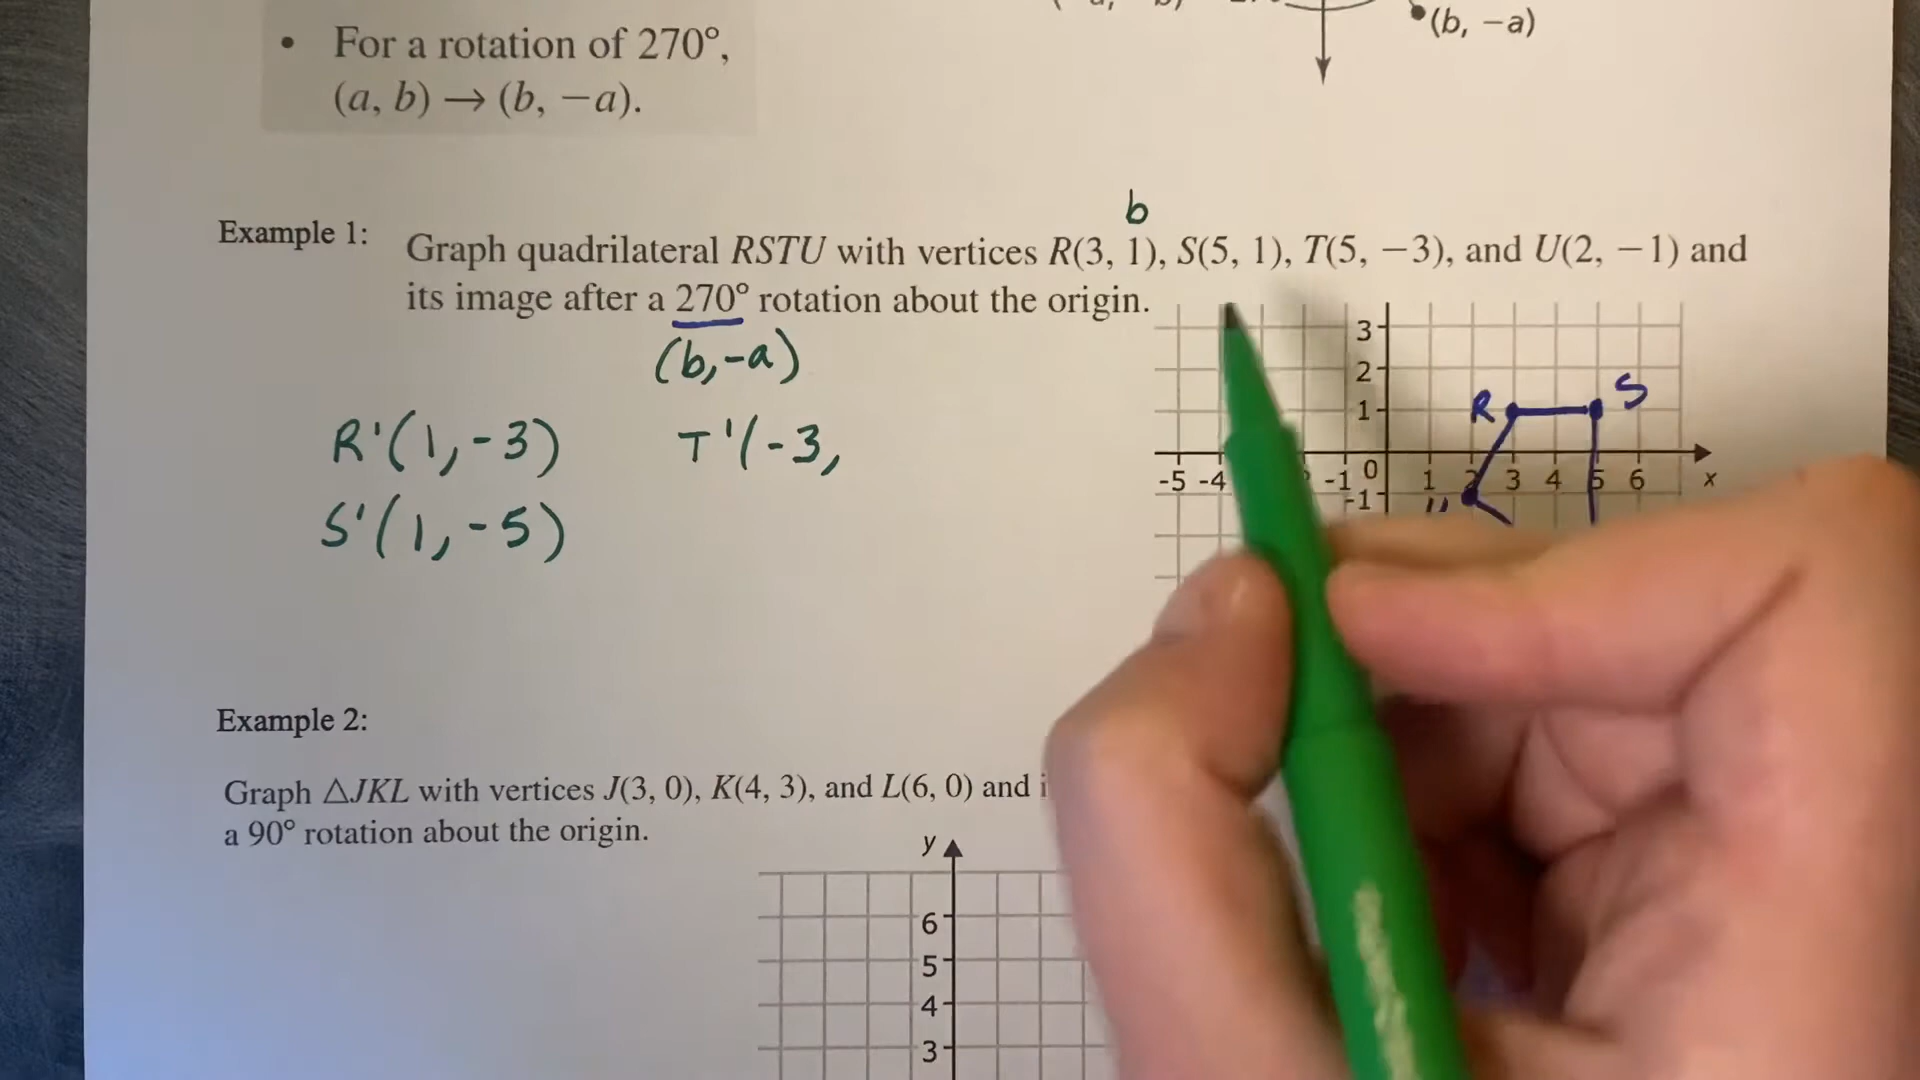 (b, −a)
• For a rotation of 270°,
(a, b) → (b, −a).
b
Example 1:
Graph quadrilateral RSTU with vertices R(3, 1), S(5, 1), T(5, −3), and U(2, −1) and
its image after a 270° rotation about the origin.
(b,-a)
R'(1,-3)
T'(-3,
S'(1,-5)
3
2
1
R
S
-5 -4
-1
0
1
2
3
4
5
6
x
-1
U
Example 2:
Graph △JKL with vertices J(3, 0), K(4, 3), and L(6, 0) and
a 90° rotation about the origin.
y
6
5
4
3